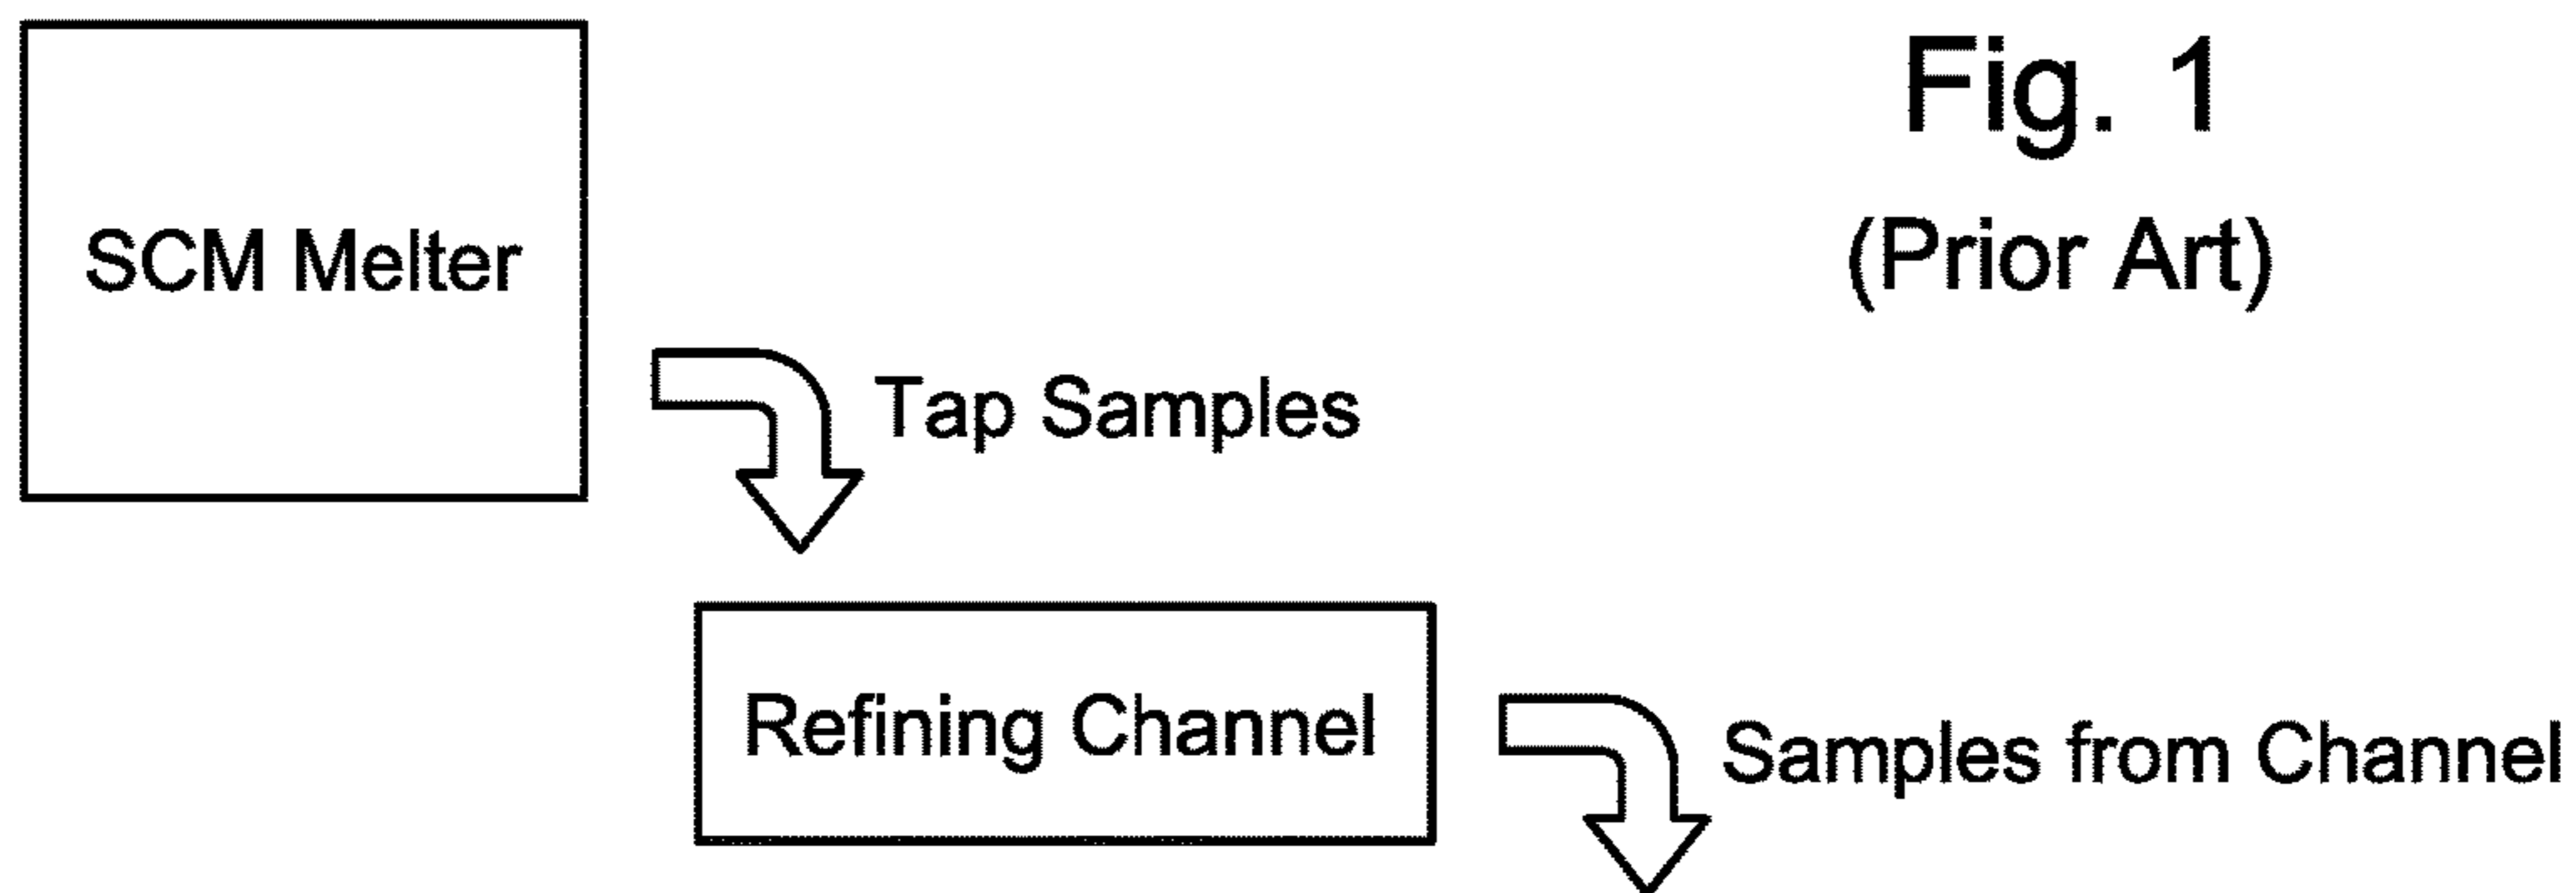 Fig. 1
(Prior Art)
SCM Melter
Tap Samples
Refining Channel
Samples from Channel